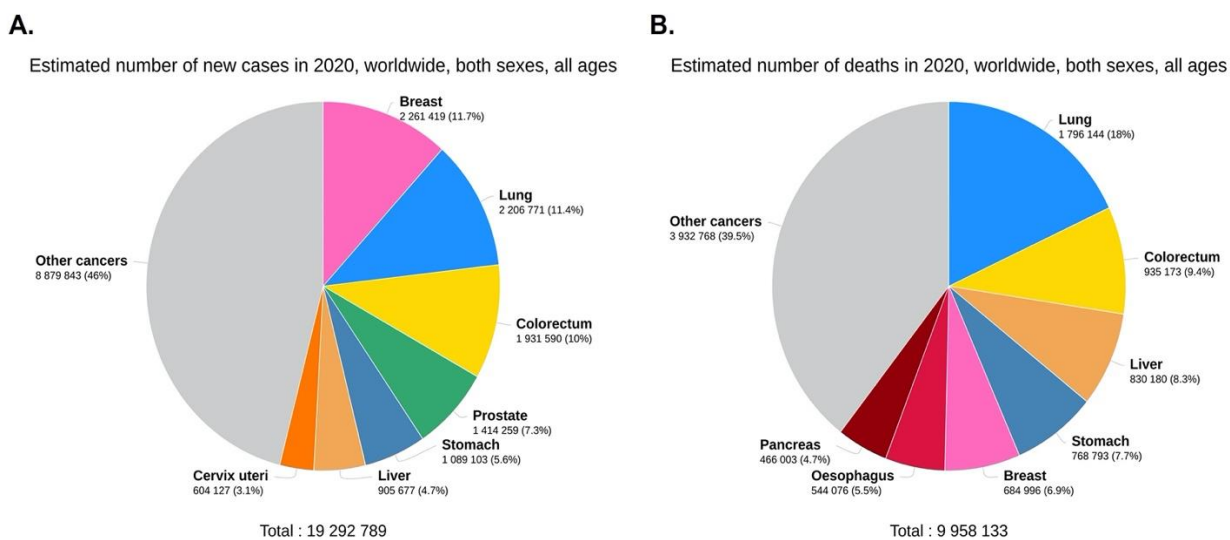 A.
Estimated number of new cases in 2020, worldwide, both sexes, all ages
Breast
2 261 419 (11.7%)
Lung
2 206 771 (11.4%)
Colorectum
1 931 590 (10%)
Prostate
1 414 259 (7.3%)
Stomach
1 089 103 (5.6%)
Liver
905 677 (4.7%)
Cervix uteri
604 127 (3.1%)
Other cancers
8 879 843 (46%)
Total : 19 292 789
B.
Estimated number of deaths in 2020, worldwide, both sexes, all ages
Lung
1 796 144 (18%)
Colorectum
935 173 (9.4%)
Liver
830 180 (8.3%)
Stomach
768 793 (7.7%)
Breast
684 996 (6.9%)
Oesophagus
544 076 (5.5%)
Pancreas
466 003 (4.7%)
Other cancers
3 932 768 (39.5%)
Total : 9 958 133